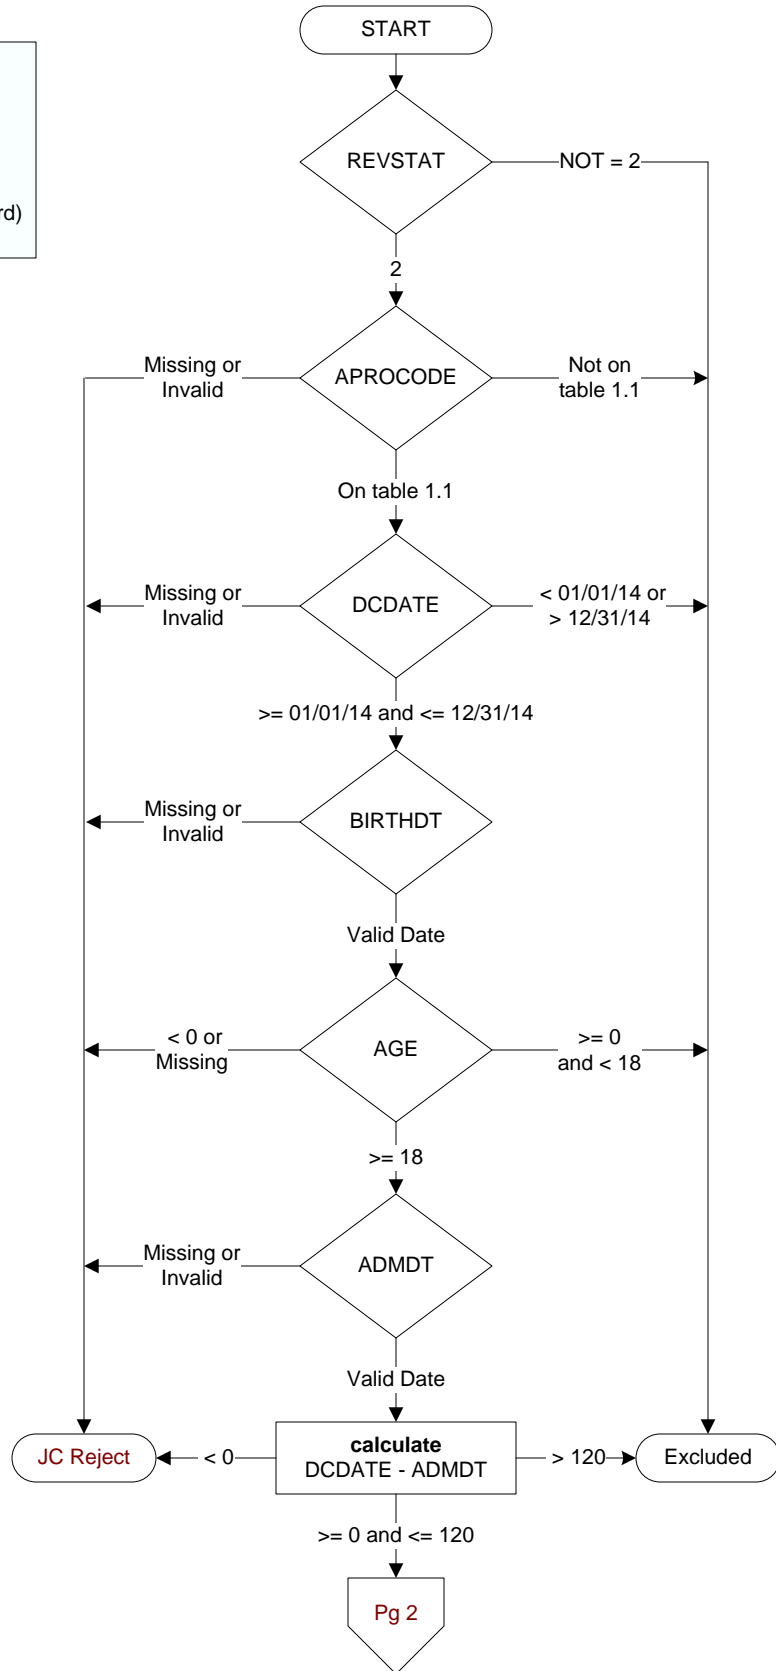 START
REVSTAT
NOT = 2
rd)
2
Missing or
Invalid
APROCODE
Not on
table 1.1
On table 1.1
Missing or
Invalid
DCDATE
< 01/01/14 or
> 12/31/14
>= 01/01/14 and <= 12/31/14
Missing or
Invalid
BIRTHDT
Valid Date
< 0 or
Missing
AGE
>= 0
and < 18
>= 18
Missing or
Invalid
ADMDT
Valid Date
JC Reject
< 0
calculate
DCDATE - ADMDT
> 120
Excluded
>= 0 and <= 120
Pg 2